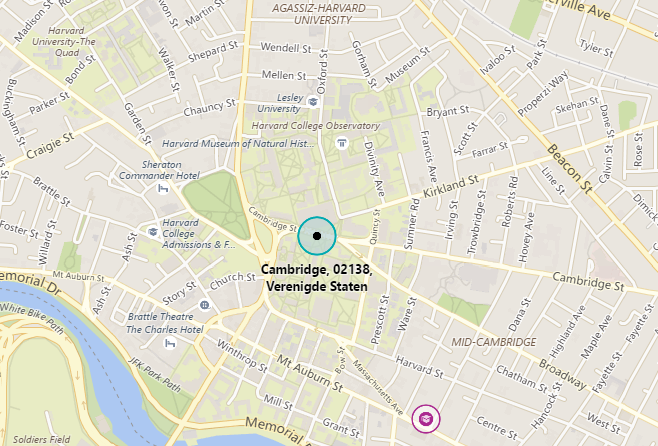 AGASSIZ-HARVARD
UNIVERSITY
Martin St
Madison St
Harvard
University-The
Quad
Bond St
Walker St
Shepard St
Wendell St
Oxford St
Gorham St
Museum St
Ivaloo St
Park St
Tyler St
Mellen St
Properzi Way
Buckingham St
Parker St
Garden St
Chauncy St
Lesley
University
Bryant St
Skehan St
Dane St
Craigie St
Harvard College Observatory
Harvard Museum of Natural Hist...
Divinity Ave
Francis Ave
Scott St
Farrar St
Beacon St
Calvin St
Rose St
Sheraton
Commander Hotel
Kirkland St
Line St
Dimick
Brattle St
Foster St
Willard St
Ash St
Harvard
College
Admissions & F...
Cambridge St
Quincy St
Sumner Rd
Irving St
Trowbridge St
Roberts Rd
Hovey Ave
Cambridge, 02138,
Verenigde Staten
Cambridge St
Memorial Dr
Mt Auburn St
Church St
Story St
Ash St
White Bike Path
Brattle Theatre
The Charles Hotel
Prescott St
Ware St
Dana St
Highland Ave
Maple Ave
Fayette St
MID-CAMBRIDGE
Winthrop St
Bow St
Massachusetts Ave
Harvard St
Broadway
Fayette St
JFK Park Path
Mt Auburn St
Chatham St
Hancock St
Mill St
Grant St
Centre St
West St
Soldiers Field
Memorial